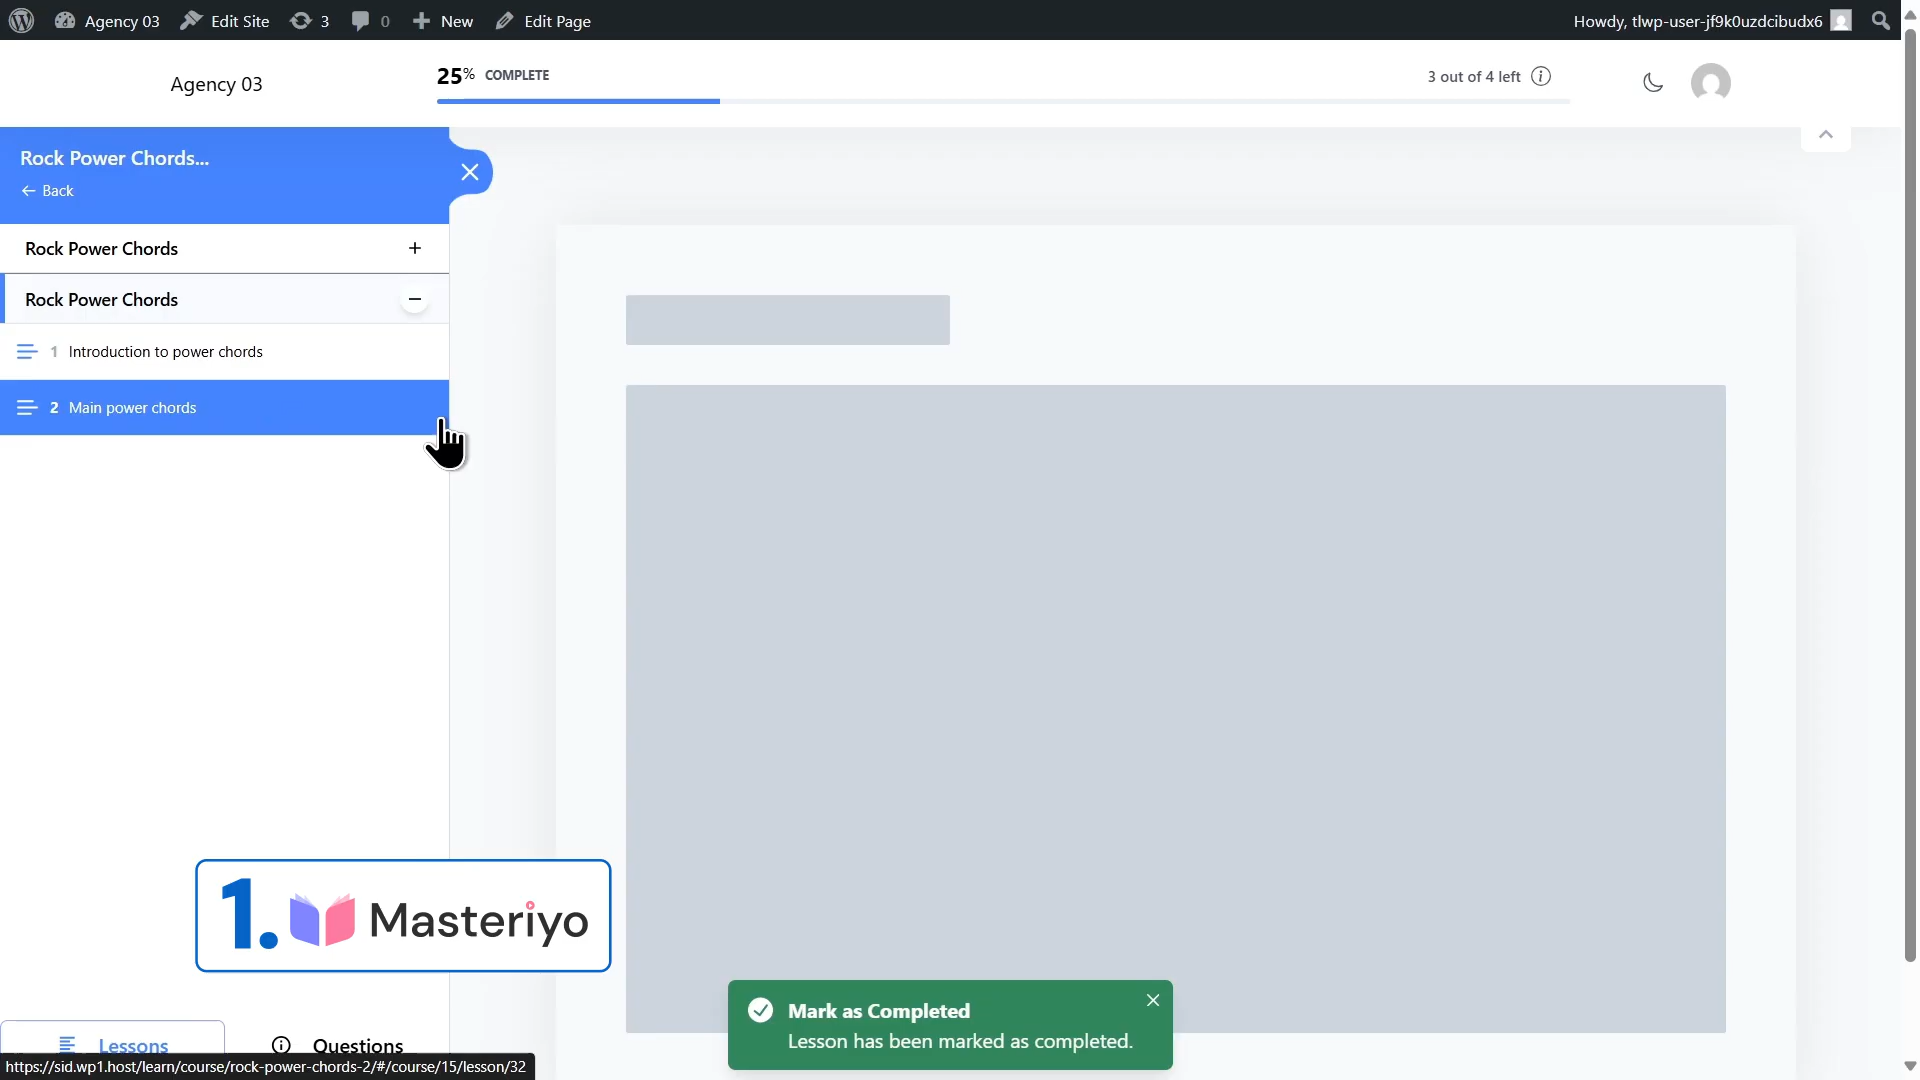 Agency 03
Edit Site
3
0
New
Edit Page
Howdy, tlwp-user-jf9k0uzdcibudx6
Agency 03
25% COMPLETE
3 out of 4 left
Rock Power Chords...
← Back
Rock Power Chords
Rock Power Chords
1 Introduction to power chords
2 Main power chords
1. Masteriyo
Mark as Completed
Lesson has been marked as completed.
Lessons
Questions
https://sid.wp1.host/learn/course/rock-power-chords-2/#/course/15/lesson/32